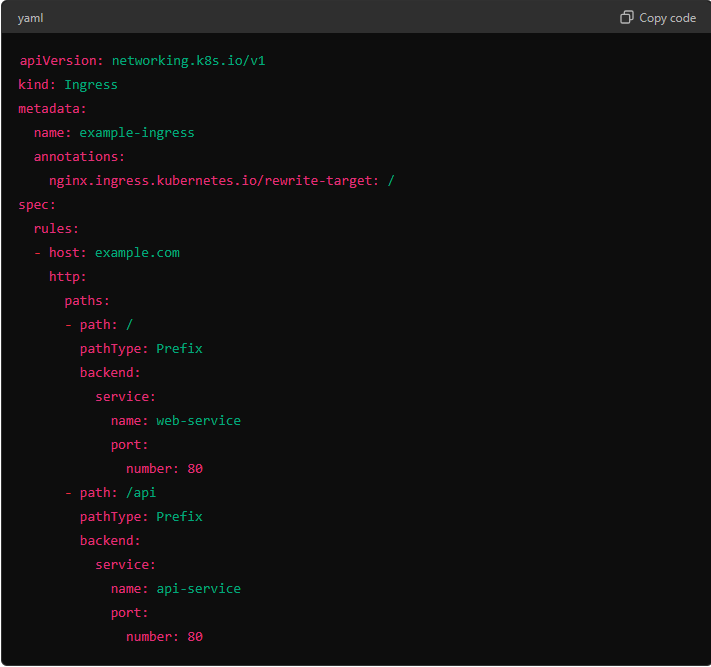 yaml
Copy code
apiVersion: networking.k8s.io/v1
kind: Ingress
metadata:
  name: example-ingress
  annotations:
    nginx.ingress.kubernetes.io/rewrite-target: /
spec:
  rules:
  - host: example.com
    http:
      paths:
      - path: /
        pathType: Prefix
        backend:
          service:
            name: web-service
            port:
              number: 80
      - path: /api
        pathType: Prefix
        backend:
          service:
            name: api-service
            port:
              number: 80